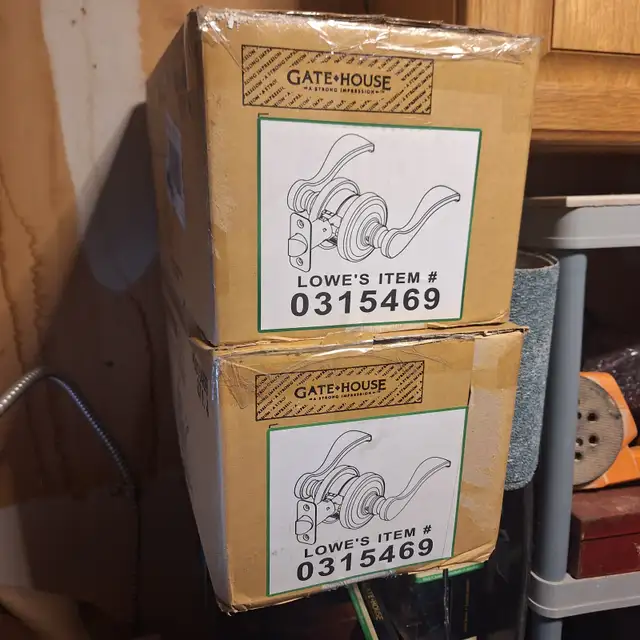 GATE HOUSE
A STRONG IMPRESSION
LOWE'S ITEM #
0315469
GATE HOUSE
A STRONG IMPRESSION
LOWE'S ITEM #
0315469